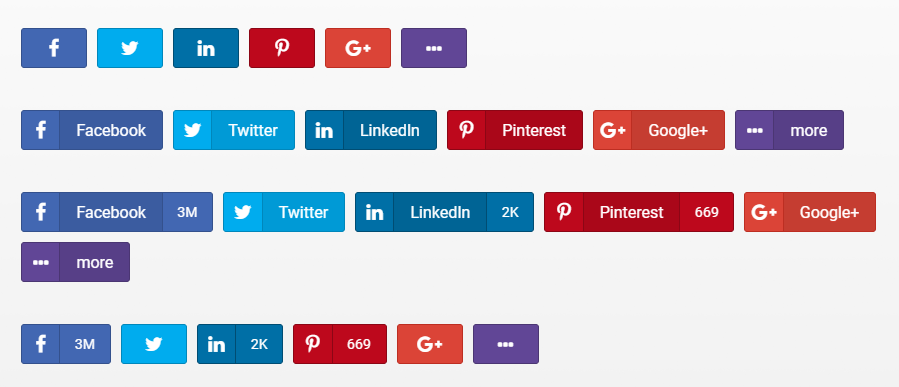 f in G+
f Facebook Twitter in LinkedIn Pinterest G+ Google+ more
f Facebook 3M Twitter in LinkedIn 2K Pinterest 669 G+ Google+
more
f 3M in 2K 669 G+